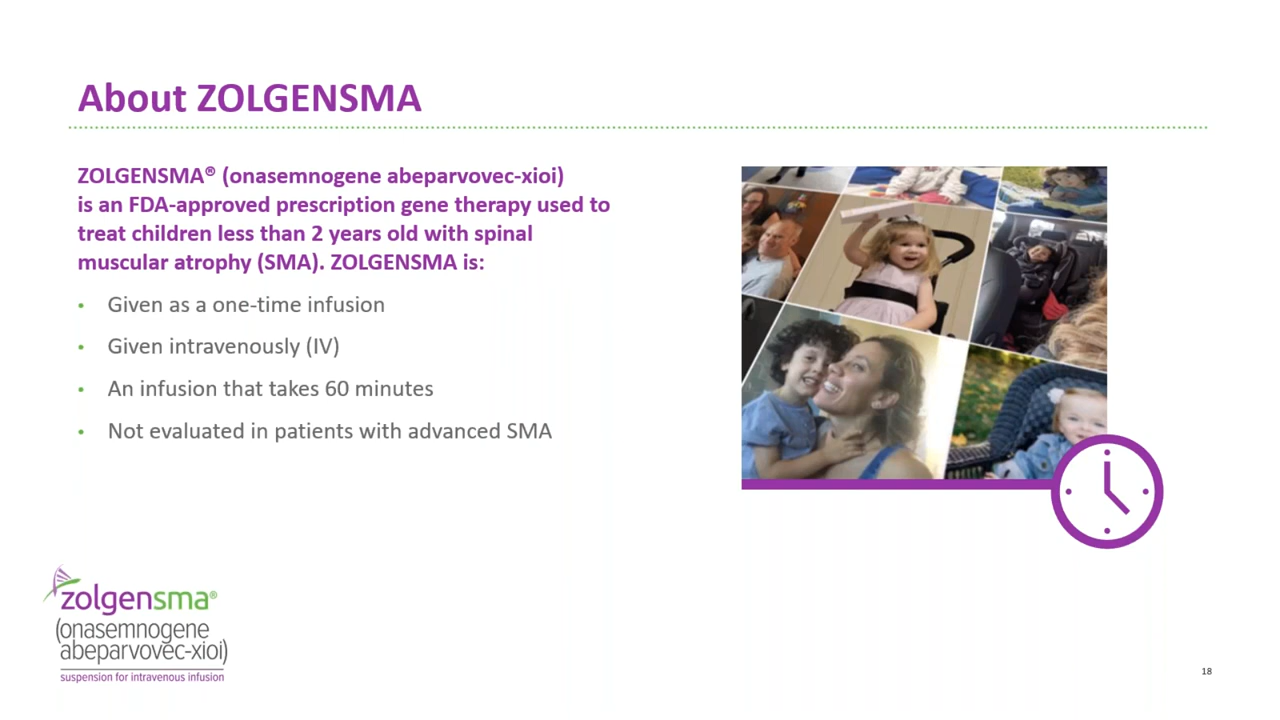 About ZOLGENSMA
ZOLGENSMA® (onasemnogene abeparvovec-xioi)
is an FDA-approved prescription gene therapy used to
treat children less than 2 years old with spinal
muscular atrophy (SMA). ZOLGENSMA is:
• Given as a one-time infusion
• Given intravenously (IV)
• An infusion that takes 60 minutes
• Not evaluated in patients with advanced SMA
zolgensma®
(onasemnogene
abeparvovec-xioi)
suspension for intravenous infusion
18